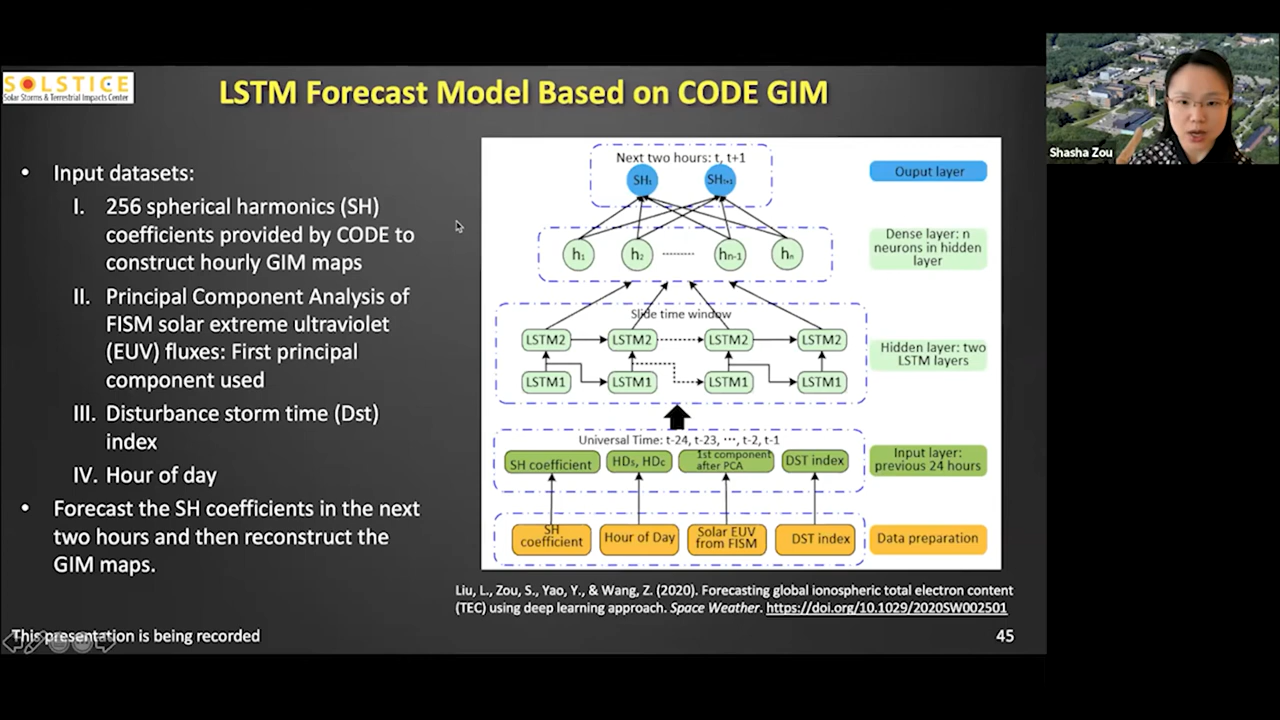 SOLSTICE
Solar Storms & Terrestrial Impacts Center
LSTM Forecast Model Based on CODE GIM
• Input datasets:
I. 256 spherical harmonics (SH)
coefficients provided by CODE to
construct hourly GIM maps
II. Principal Component Analysis of
FISM solar extreme ultraviolet
(EUV) fluxes: First principal
component used
III. Disturbance storm time (Dst)
index
IV. Hour of day
• Forecast the SH coefficients in the next
two hours and then reconstruct the
GIM maps.
Next two hours: t, t+1
SHt SHt+1
Ouput layer
h1 h2 hn-1 hn
Dense layer: n
neurons in hidden
layer
Slide time window
LSTM2 LSTM2 LSTM2 LSTM2
LSTM1 LSTM1 LSTM1 LSTM1
Hidden layer: two
LSTM layers
Universal Time: t-24, t-23, ···, t-2, t-1
SH coefficient
HDs, HDc
1st component
after PCA
DST index
Input layer:
previous 24 hours
SH
coefficient
Hour of Day
Solar EUV
from FISM
DST index
Data preparation
Liu, L., Zou, S., Yao, Y., & Wang, Z. (2020). Forecasting global ionospheric total electron content
(TEC) using deep learning approach. Space Weather. https://doi.org/10.1029/2020SW002501
This presentation is being recorded
45
Shasha Zou